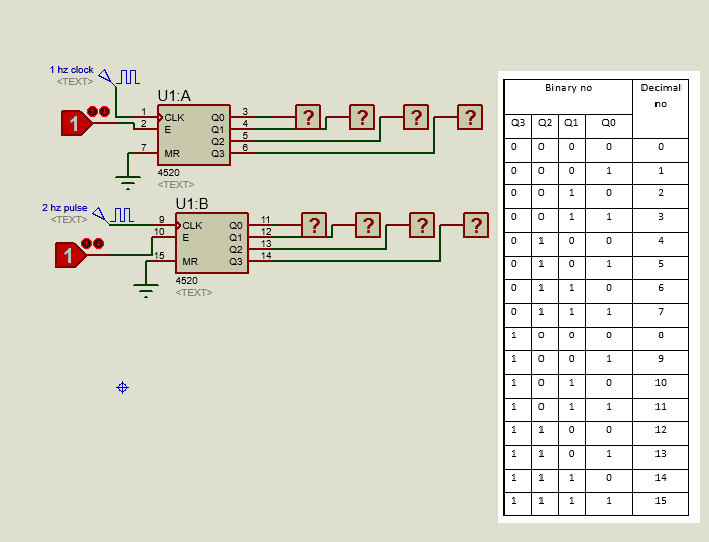 1 hz clock
<TEXT>
U1:A
1
1 CLK Q0 3 ? ? ? ?
2 E Q1 4
Q2 5
7 MR Q3 6
4520
<TEXT>
2 hz pulse
<TEXT>
U1:B
1
9 CLK Q0 11 ? ? ? ?
10 E Q1 12
Q2 13
15 MR Q3 14
4520
<TEXT>
Binary no Decimal
no
Q3 Q2 Q1 Q0
0 0 0 0 0
0 0 0 1 1
0 0 1 0 2
0 0 1 1 3
0 1 0 0 4
0 1 0 1 5
0 1 1 0 6
0 1 1 1 7
1 0 0 0 8
1 0 0 1 9
1 0 1 0 10
1 0 1 1 11
1 1 0 0 12
1 1 0 1 13
1 1 1 0 14
1 1 1 1 15